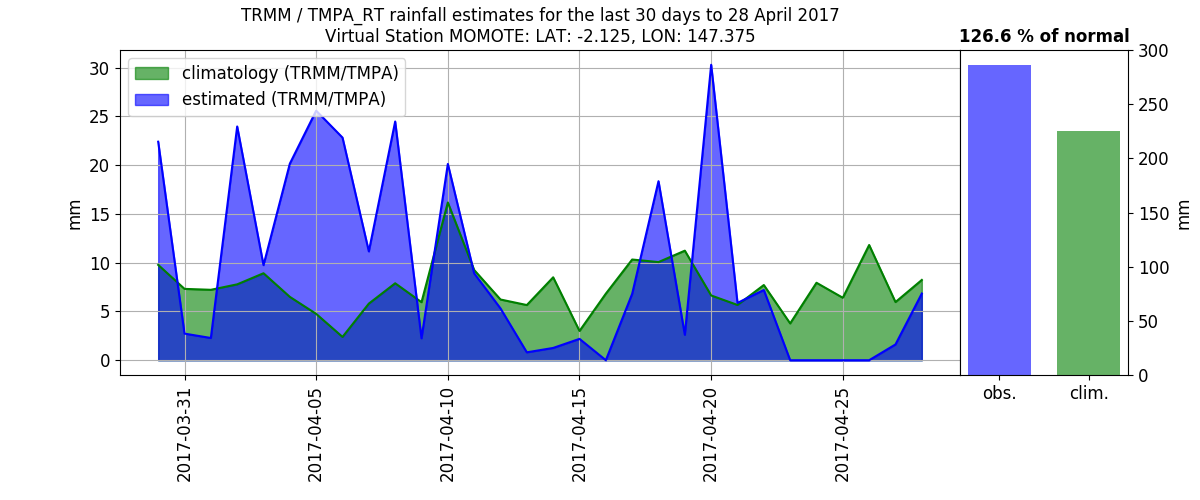 TRMM / TMPA_RT rainfall estimates for the last 30 days to 28 April 2017
Virtual Station MOMOTE: LAT: -2.125, LON: 147.375
126.6 % of normal
climatology (TRMM/TMPA)
estimated (TRMM/TMPA)
mm
30
25
20
15
10
5
0
2017-03-31
2017-04-05
2017-04-10
2017-04-15
2017-04-20
2017-04-25
300
250
200
150
100
50
0
mm
obs.
clim.